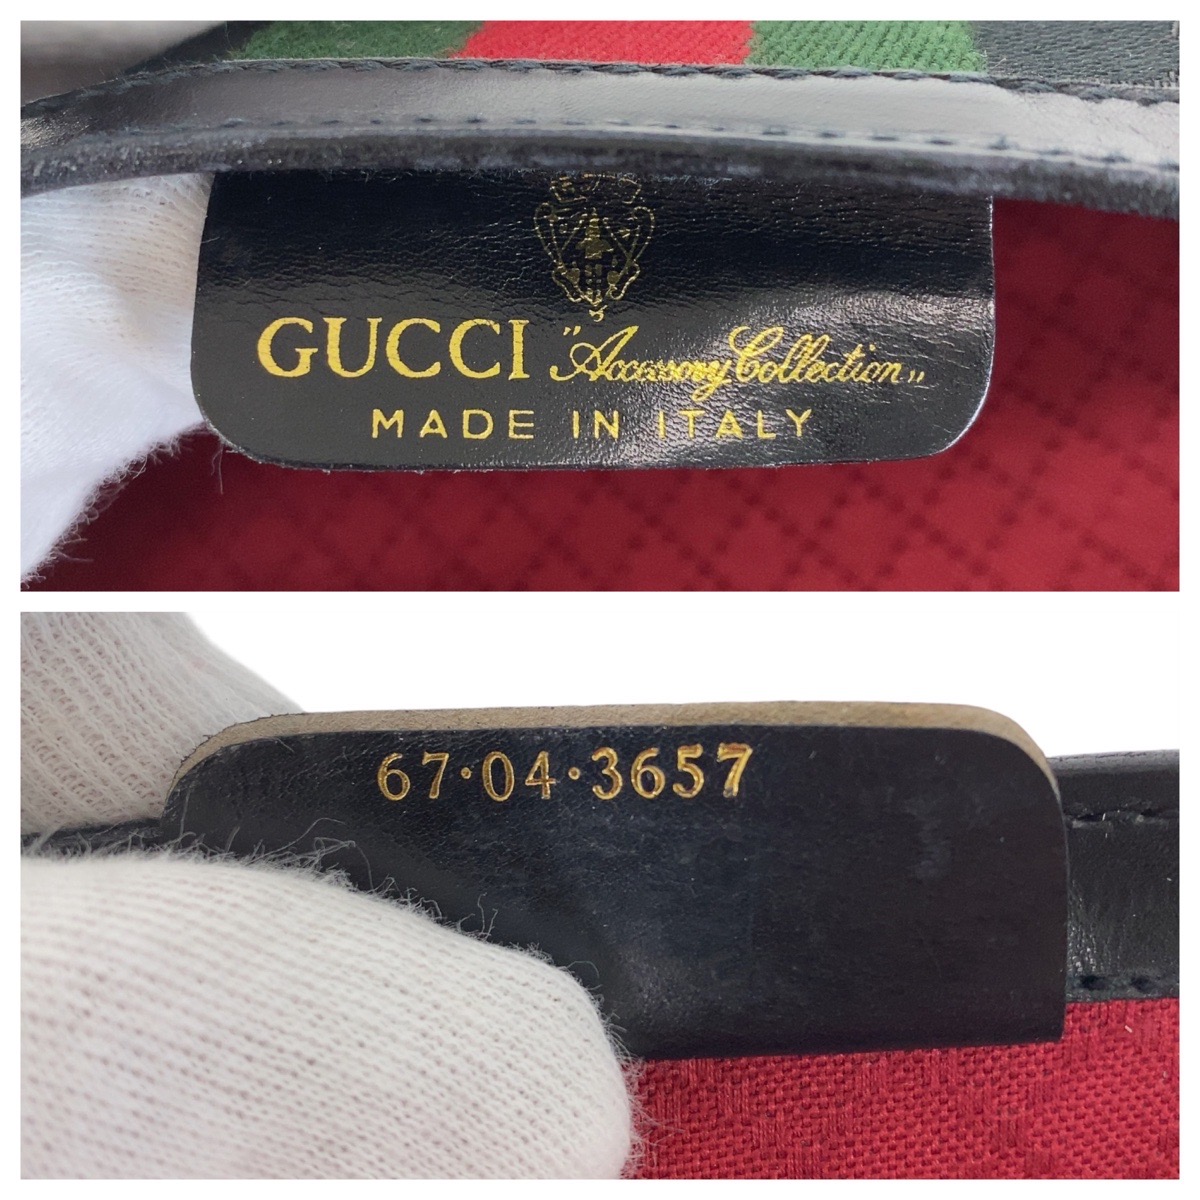 GUCCI "Accessory Collection"
MADE IN ITALY
67·04·3657